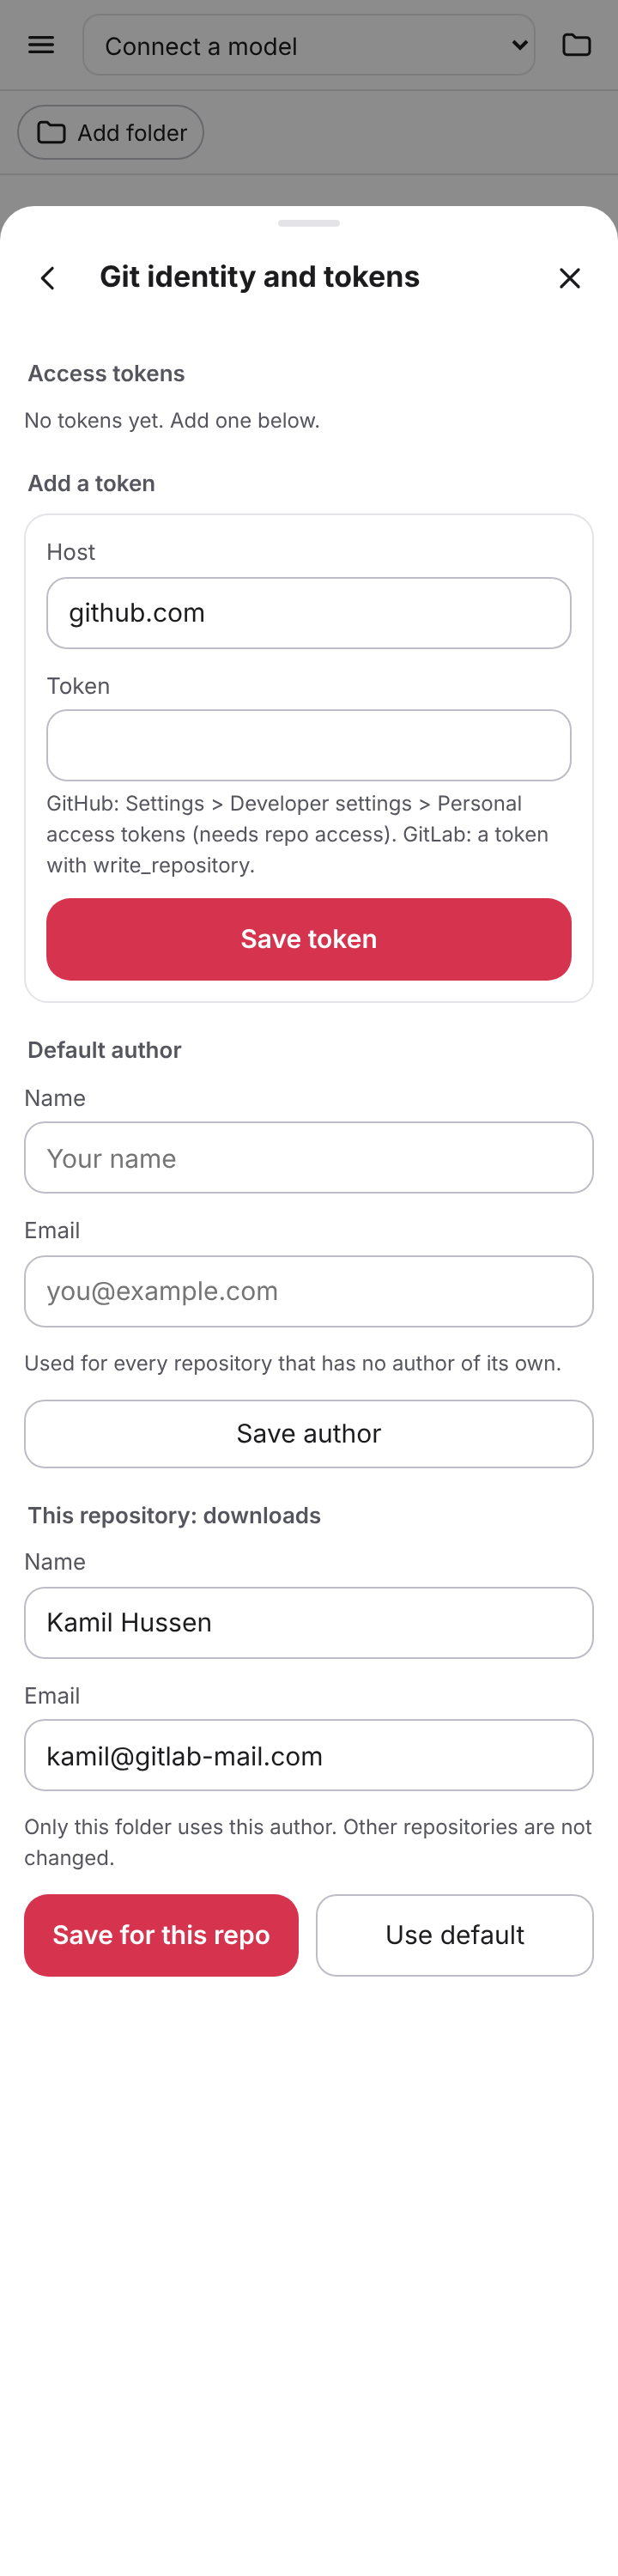 Connect a model
Add folder
Git identity and tokens
Access tokens
No tokens yet. Add one below.
Add a token
Host
github.com
Token
GitHub: Settings > Developer settings > Personal
access tokens (needs repo access). GitLab: a token
with write_repository.
Save token
Default author
Name
Your name
Email
you@example.com
Used for every repository that has no author of its own.
Save author
This repository: downloads
Name
Kamil Hussen
Email
kamil@gitlab-mail.com
Only this folder uses this author. Other repositories are not
changed.
Save for this repo
Use default